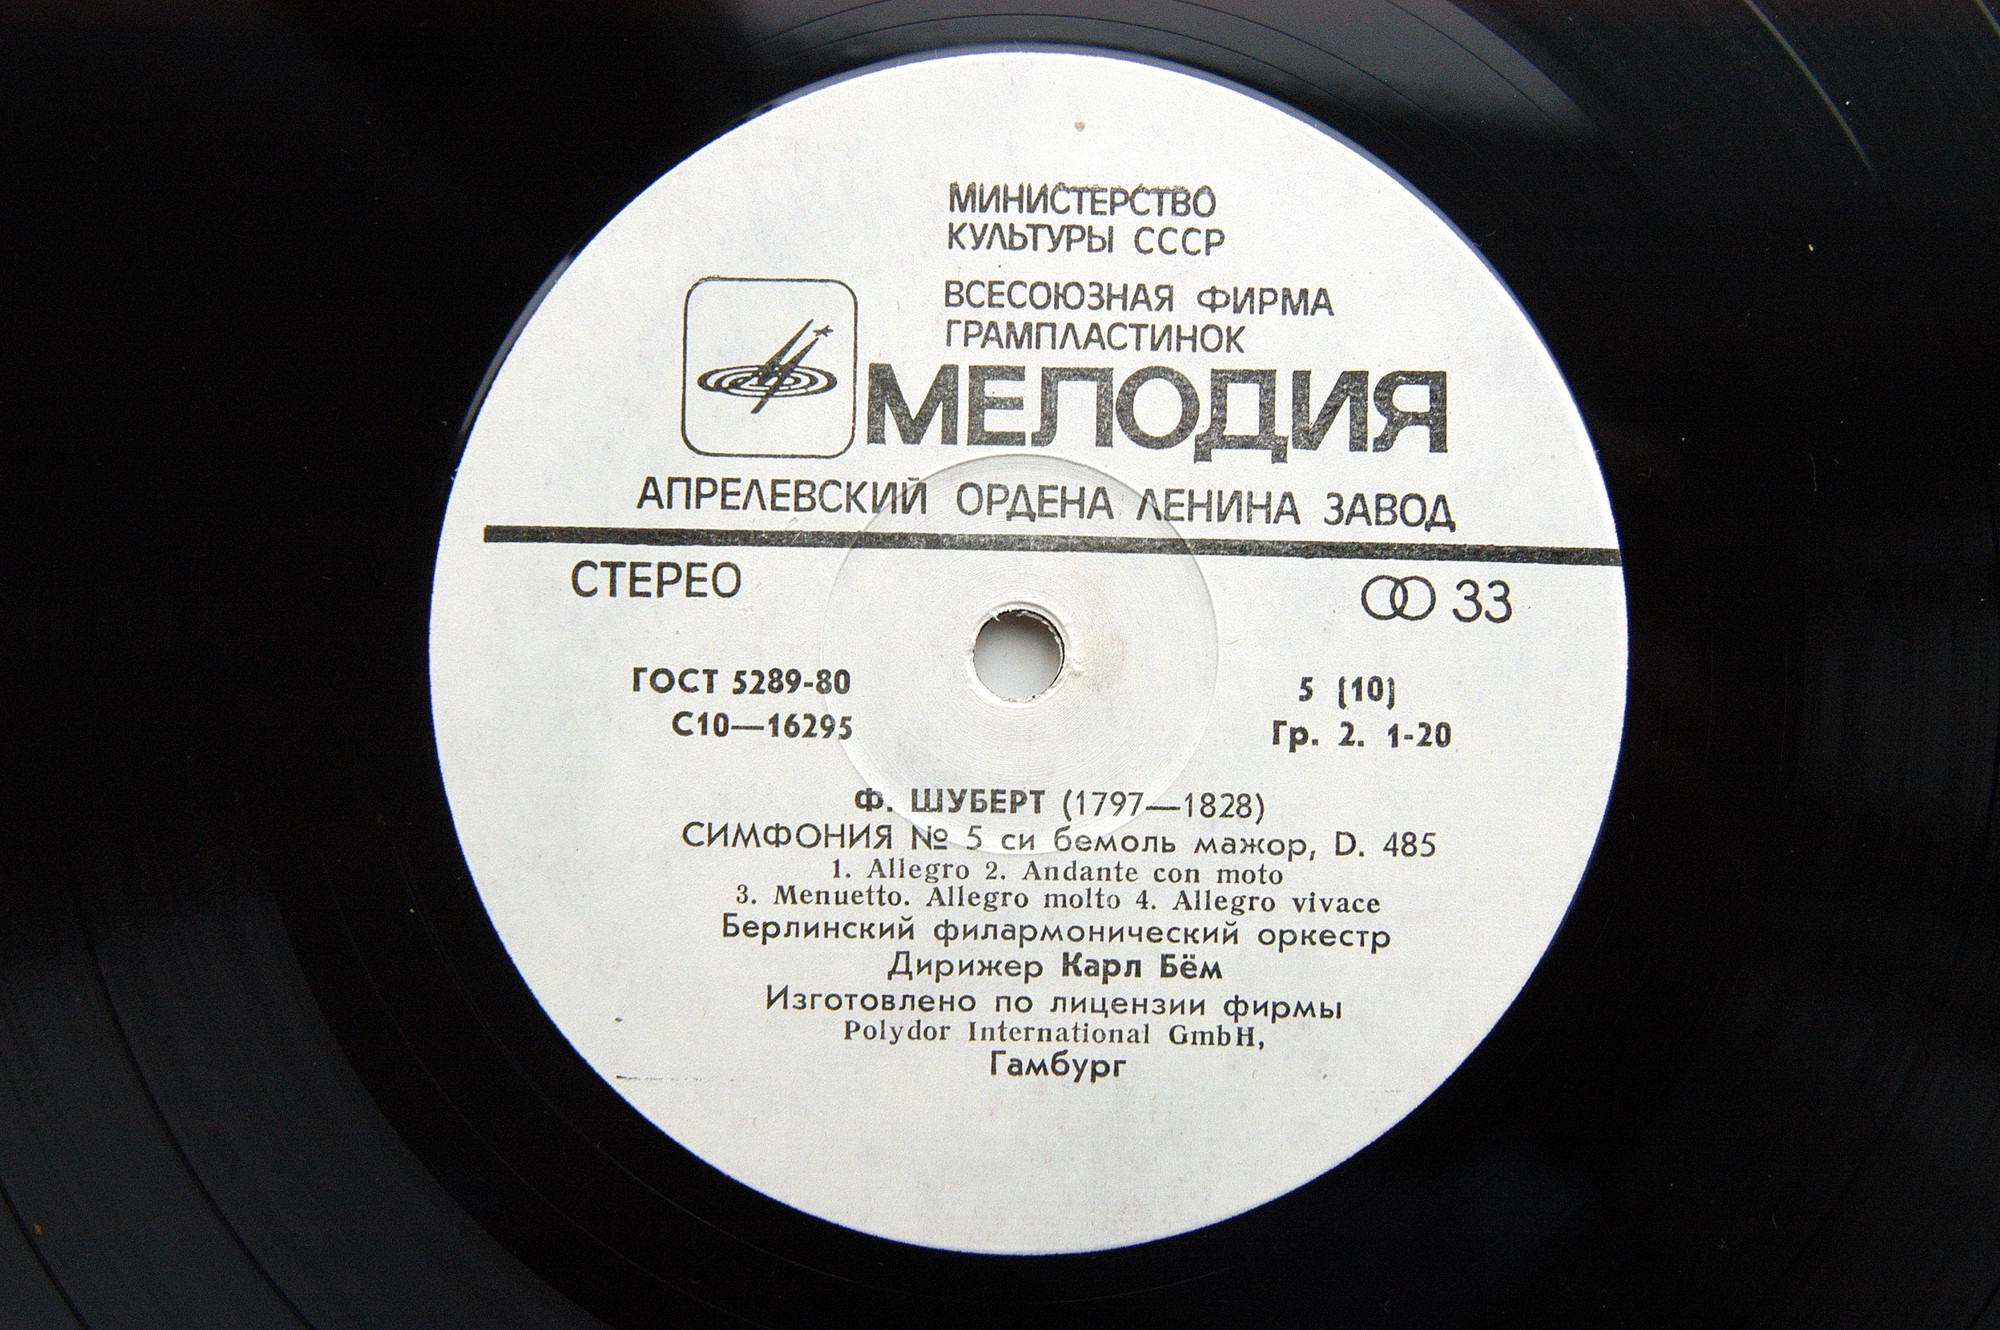 МИНИСТЕРСТВО
КУЛЬТУРЫ СССР
ВСЕСОЮЗНАЯ ФИРМА
ГРАМПЛАСТИНОК
МЕЛОДИЯ
АПРЕЛЕВСКИЙ ОРДЕНА ЛЕНИНА ЗАВОД
СТЕРЕО 33
ГОСТ 5289-80 5 [10]
С10—16295 Гр. 2. 1-20
Ф. ШУБЕРТ (1797—1828)
СИМФОНИЯ № 5 си бемоль мажор, D. 485
1. Allegro 2. Andante con moto
3. Menuetto. Allegro molto 4. Allegro vivace
Берлинский филармонический оркестр
Дирижер Карл Бём
Изготовлено по лицензии фирмы
Polydor International GmbH,
Гамбург